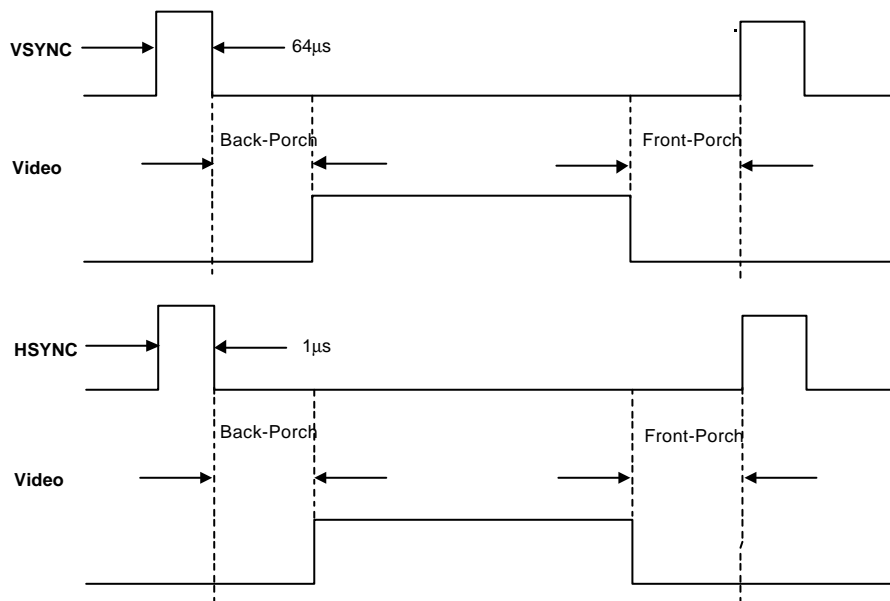 VSYNC
64µs
Back-Porch
Front-Porch
Video
HSYNC
1µs
Back-Porch
Front-Porch
Video